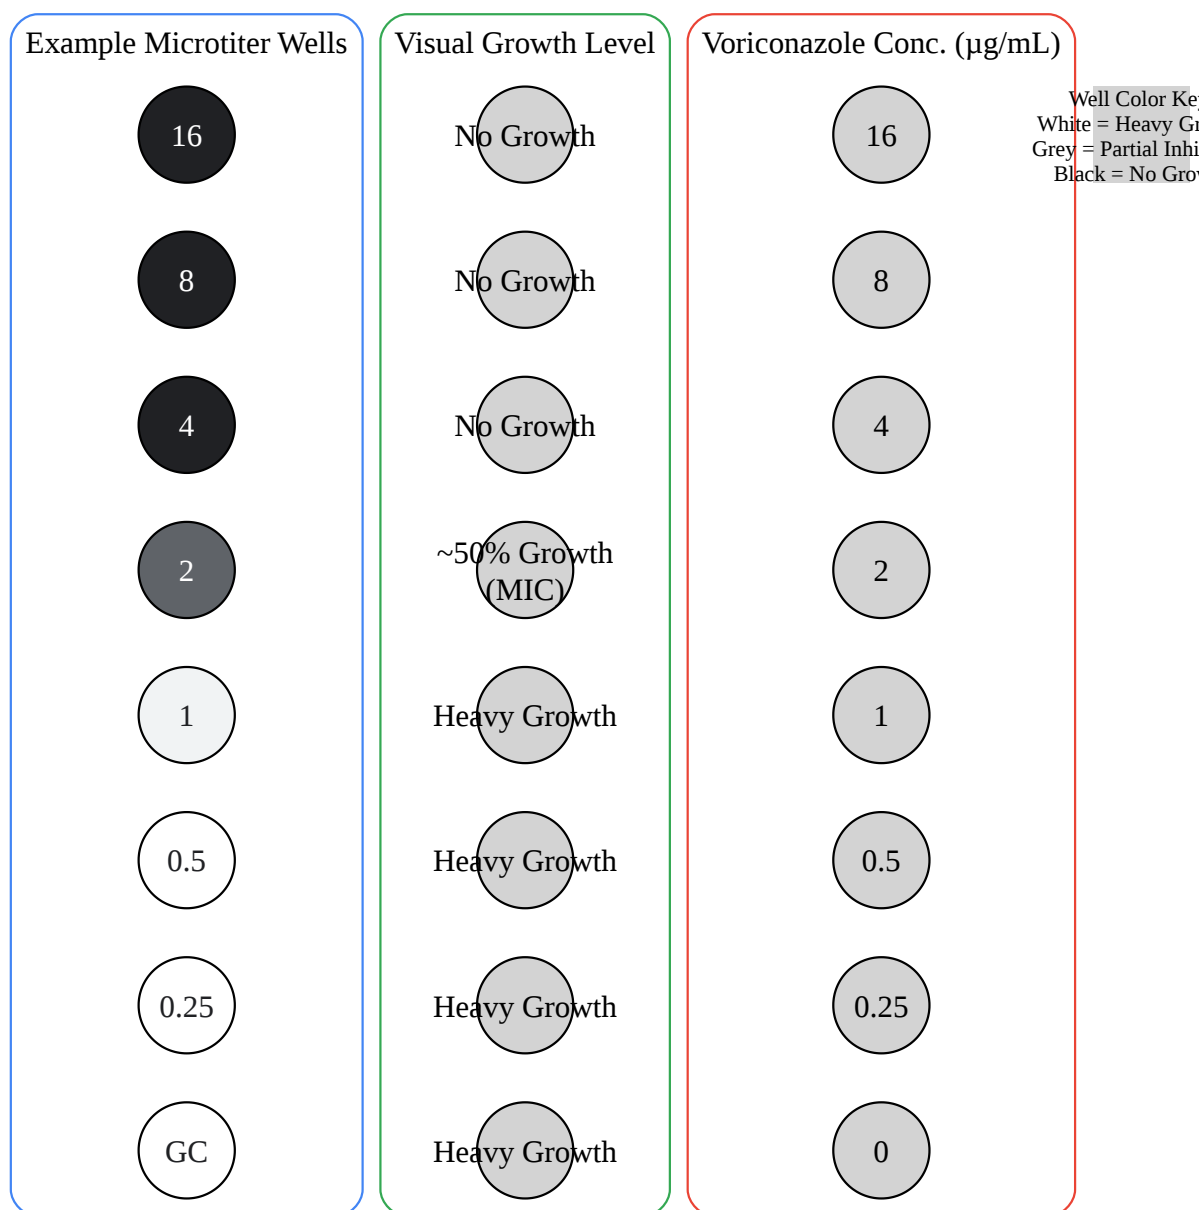 Example Microtiter Wells
Visual Growth Level
Voriconazole Conc. (µg/mL)
Well Color Key
White = Heavy Gr
Grey = Partial Inhi
Black = No Grow
16
No Growth
16
8
No Growth
8
4
No Growth
4
2
~50% Growth
(MIC)
2
1
Heavy Growth
1
0.5
Heavy Growth
0.5
0.25
Heavy Growth
0.25
GC
Heavy Growth
0